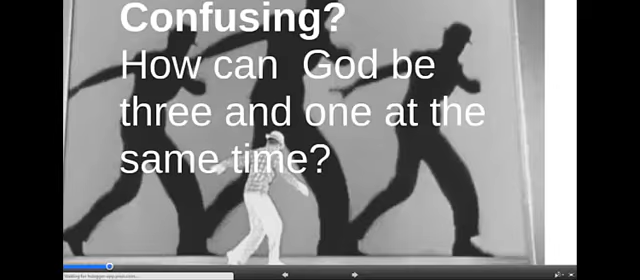 Confusing?
How can God be
three and one at the
same time?